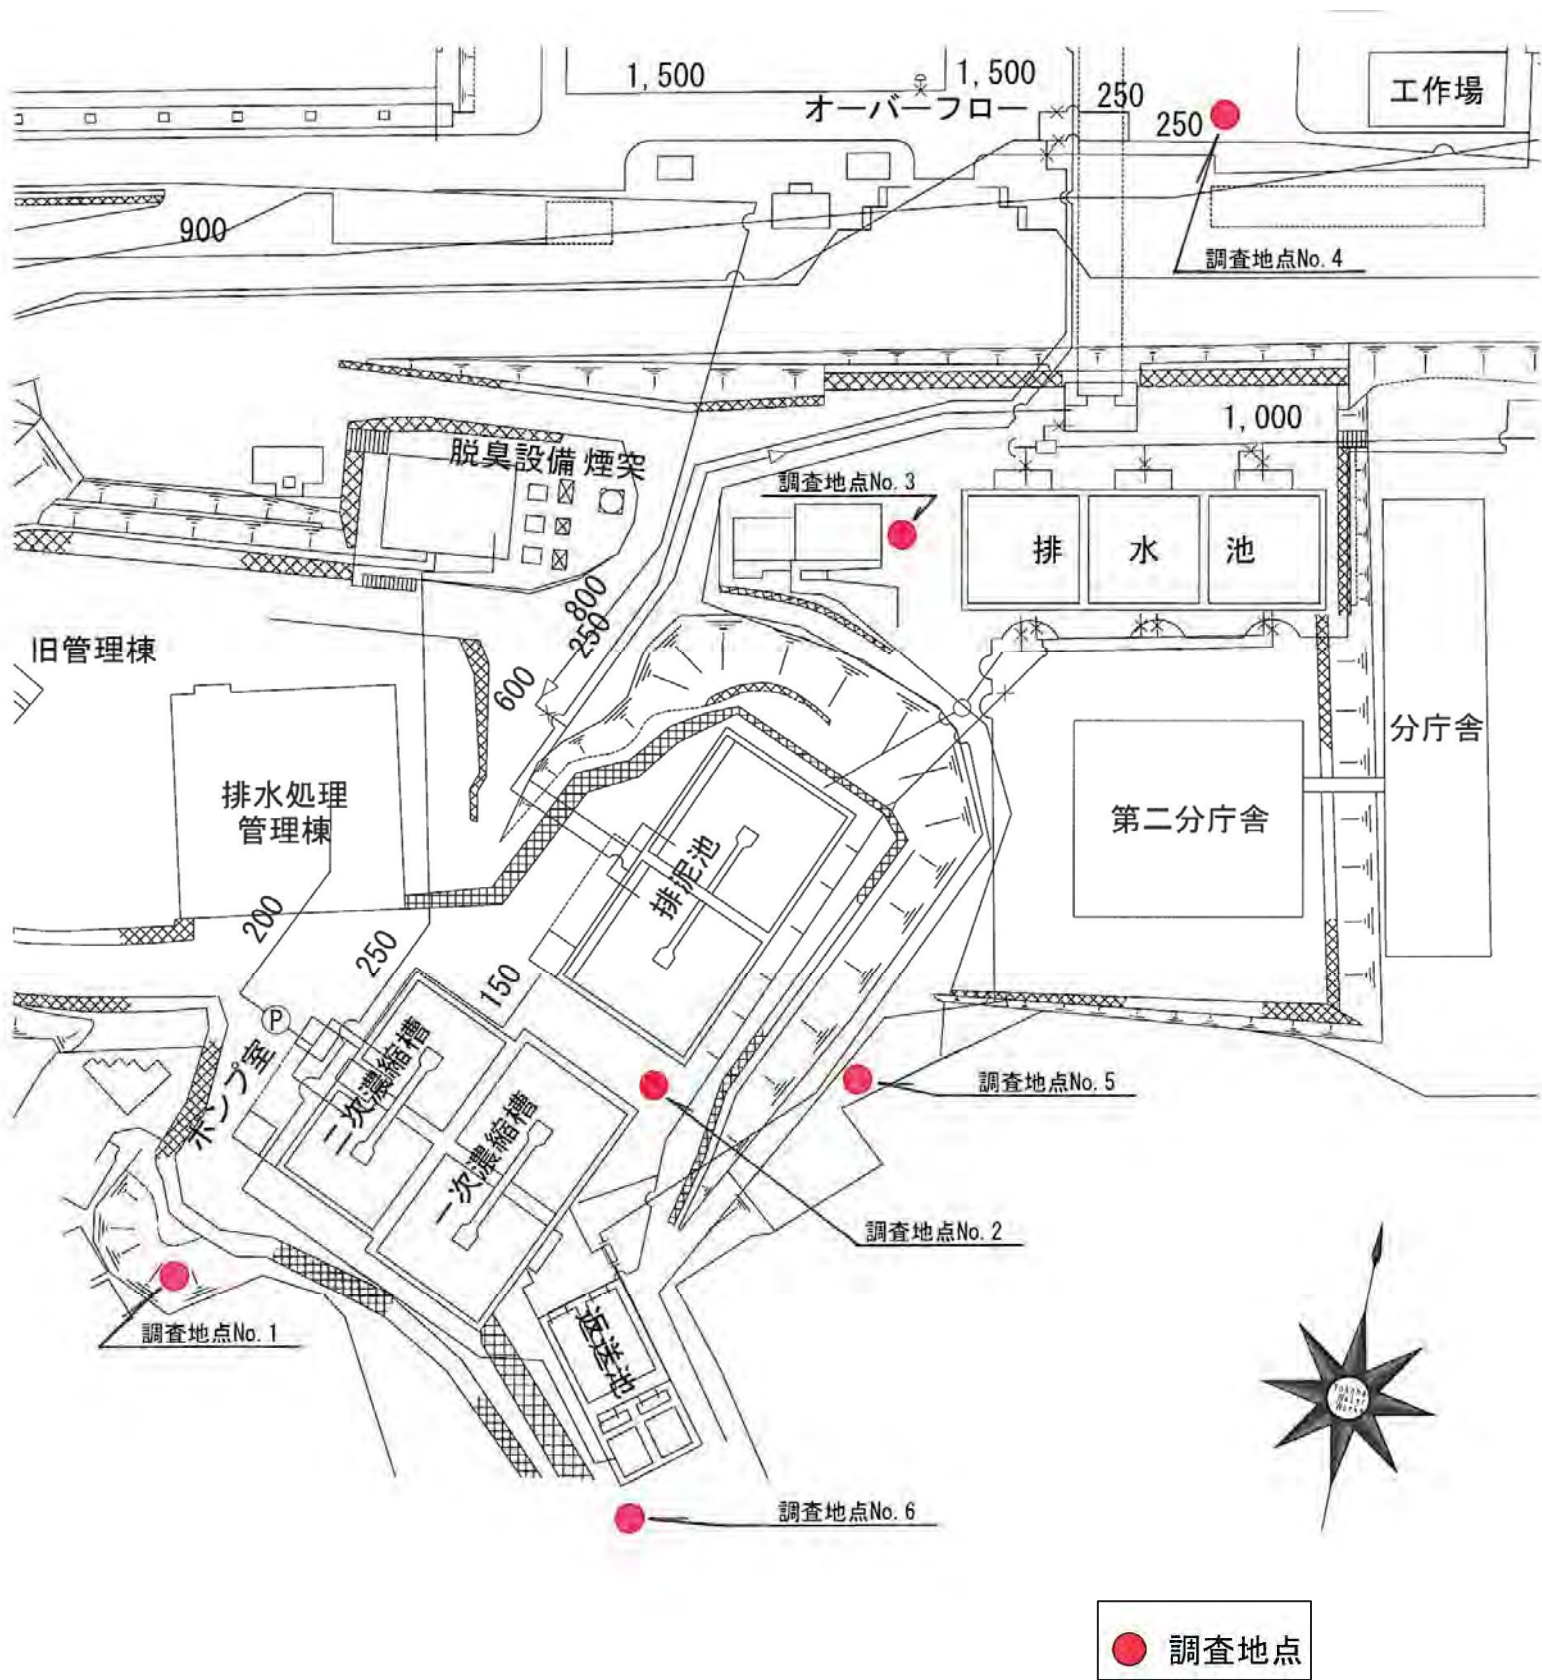 1,500
1,500
オーバーフロー
250
250
工作場
900
調査地点No. 4
1,000
脱臭設備
煙突
調査地点No. 3
排水池
800
250
600
旧管理棟
分庁舎
排水処理
管理棟
第二分庁舎
排泥池
200
250
150
P
ポンプ室
二次濃縮槽
一次濃縮槽
調査地点No. 5
調査地点No. 2
調査地点No. 1
返送池
調査地点No. 6
調査地点